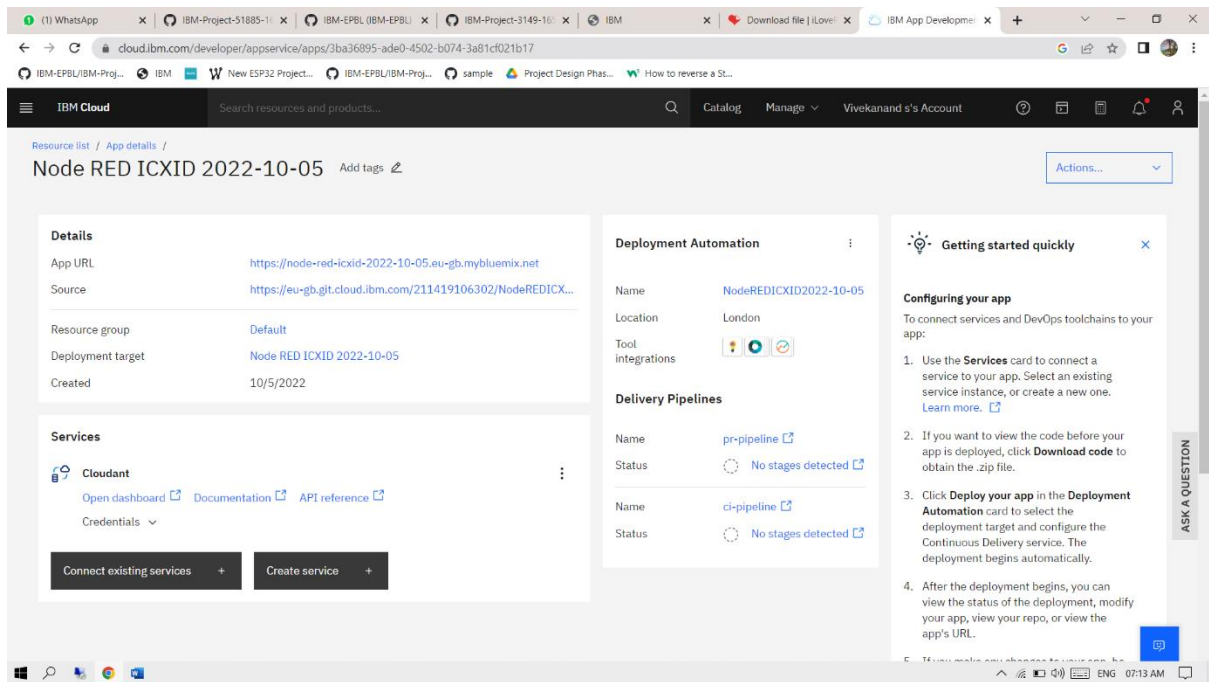 (1) WhatsApp
IBM-Project-51885-16
IBM-EPBL (IBM-EPBL)
IBM-Project-3149-165
IBM
Download file | iLove
IBM App Developmen
cloud.ibm.com/developer/appservice/apps/3ba36895-ade0-4502-b074-3a81cf021b17
IBM-EPBL/IBM-Proj...
IBM
New ESP32 Project...
IBM-EPBL/IBM-Proj...
sample
Project Design Phas...
How to reverse a St...
IBM Cloud
Search resources and products...
Catalog
Manage
Vivekanand s's Account
Resource list / App details /
Node RED ICXID 2022-10-05
Add tags
Actions...
Details
App URL https://node-red-icxid-2022-10-05.eu-gb.mybluemix.net
Source https://eu-gb.git.cloud.ibm.com/211419106302/NodeREDICX...
Resource group Default
Deployment target Node RED ICXID 2022-10-05
Created 10/5/2022
Services
Cloudant
Open dashboard Documentation API reference
Credentials
Connect existing services +
Create service +
Deployment Automation
Name NodeREDICXID2022-10-05
Location London
Tool
integrations
Delivery Pipelines
Name pr-pipeline
Status No stages detected
Name ci-pipeline
Status No stages detected
Getting started quickly
Configuring your app
To connect services and DevOps toolchains to your
app:
1. Use the Services card to connect a
service to your app. Select an existing
service instance, or create a new one.
Learn more.
2. If you want to view the code before your
app is deployed, click Download code to
obtain the .zip file.
3. Click Deploy your app in the Deployment
Automation card to select the
deployment target and configure the
Continuous Delivery service. The
deployment begins automatically.
4. After the deployment begins, you can
view the status of the deployment, modify
your app, view your repo, or view the
app's URL.
5. If you make any changes to your app, be
ASK A QUESTION
ENG 07:13 AM